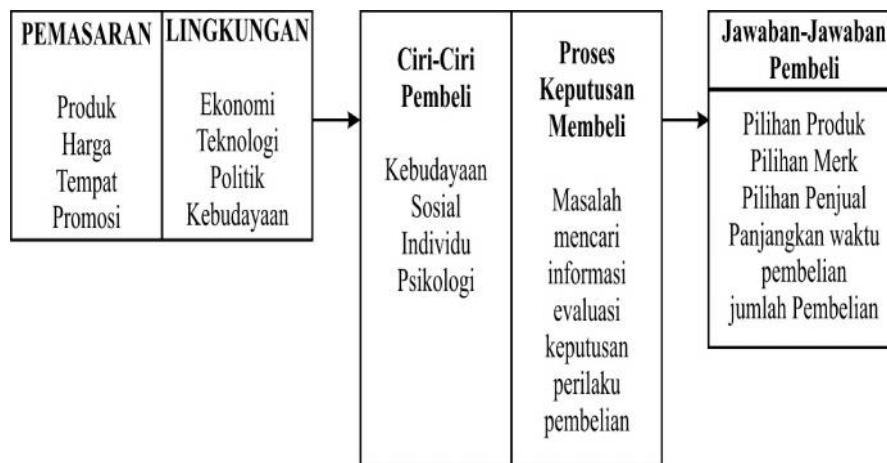 PEMASARAN
Produk
Harga
Tempat
Promosi
LINGKUNGAN
Ekonomi
Teknologi
Politik
Kebudayaan
Ciri-Ciri
Pembeli
Kebudayaan
Sosial
Individu
Psikologi
Proses
Keputusan
Membeli
Masalah
mencari
informasi
evaluasi
keputusan
perilaku
pembelian
Jawaban-Jawaban
Pembeli
Pilihan Produk
Pilihan Merk
Pilihan Penjual
Panjangkan waktu
pembelian
jumlah Pembelian